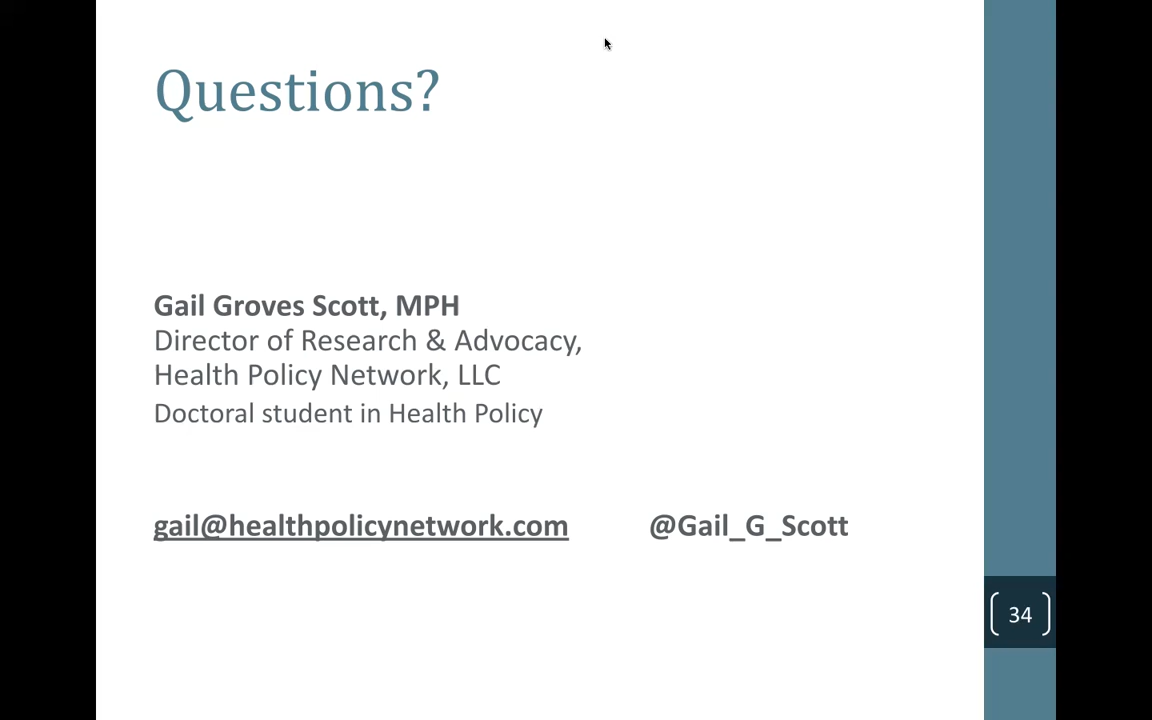 Questions?
Gail Groves Scott, MPH
Director of Research & Advocacy,
Health Policy Network, LLC
Doctoral student in Health Policy
gail@healthpolicynetwork.com @Gail_G_Scott
34